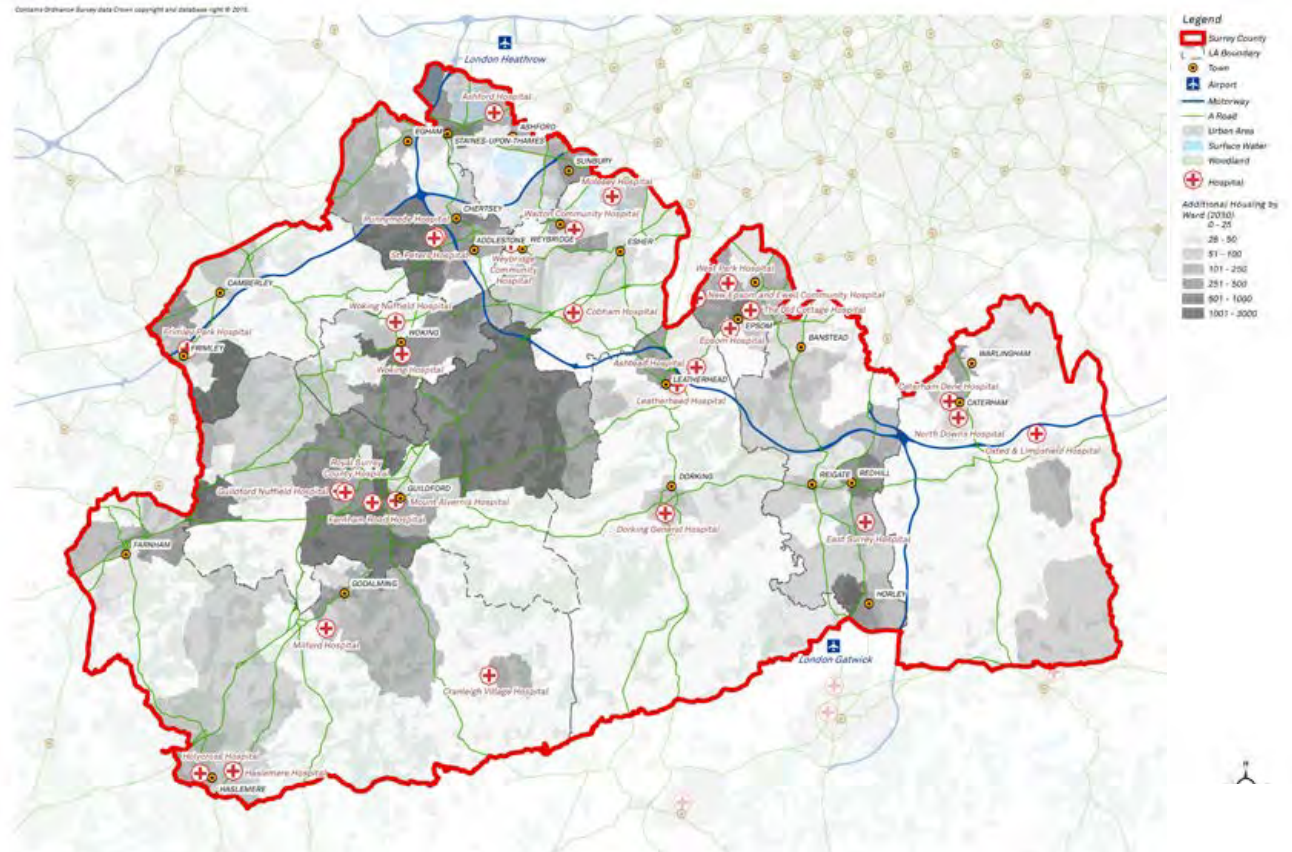 Contains Ordnance Survey data Crown copyright and database right © 2015.
Legend
Surrey County
LA Boundary
Town
Airport
Motorway
A Road
Urban Area
Surface Water
Woodland
Hospital
Additional Housing by
Ward (2030)
0 - 25
26 - 50
51 - 100
101 - 250
251 - 500
501 - 1000
1001 - 3000
N
London Heathrow
Ashford Hospital
EGHAM
ASHFORD
STAINES-UPON-THAMES
SUNBURY
Molesey Hospital
CHERTSEY
Runnymede Hospital
Walton Community Hospital
ADDLESTONE
WEYBRIDGE
ESHER
St. Peters Hospital
Weybridge
Community
Hospital
West Park Hospital
CAMBERLEY
New Epsom and Ewell Community Hospital
Woking Nuffield Hospital
Cobham Hospital
The Old Cottage Hospital
EPSOM
Frimley Park Hospital
FRIMLEY
WOKING
Epsom Hospital
BANSTEAD
Woking Hospital
Ashtead Hospital
WARLINGHAM
LEATHERHEAD
Leatherhead Hospital
Caterham Dene Hospital
CATERHAM
North Downs Hospital
Oxted & Limpsfield Hospital
Royal Surrey
County Hospital
DORKING
REIGATE
REDHILL
Guildford Nuffield Hospital
GUILDFORD
Mount Alvernia Hospital
Farnham Road Hospital
Dorking General Hospital
East Surrey Hospital
FARNHAM
GODALMING
HORLEY
Milford Hospital
London Gatwick
Cranleigh Village Hospital
Holycross Hospital
Haslemere Hospital
HASLEMERE